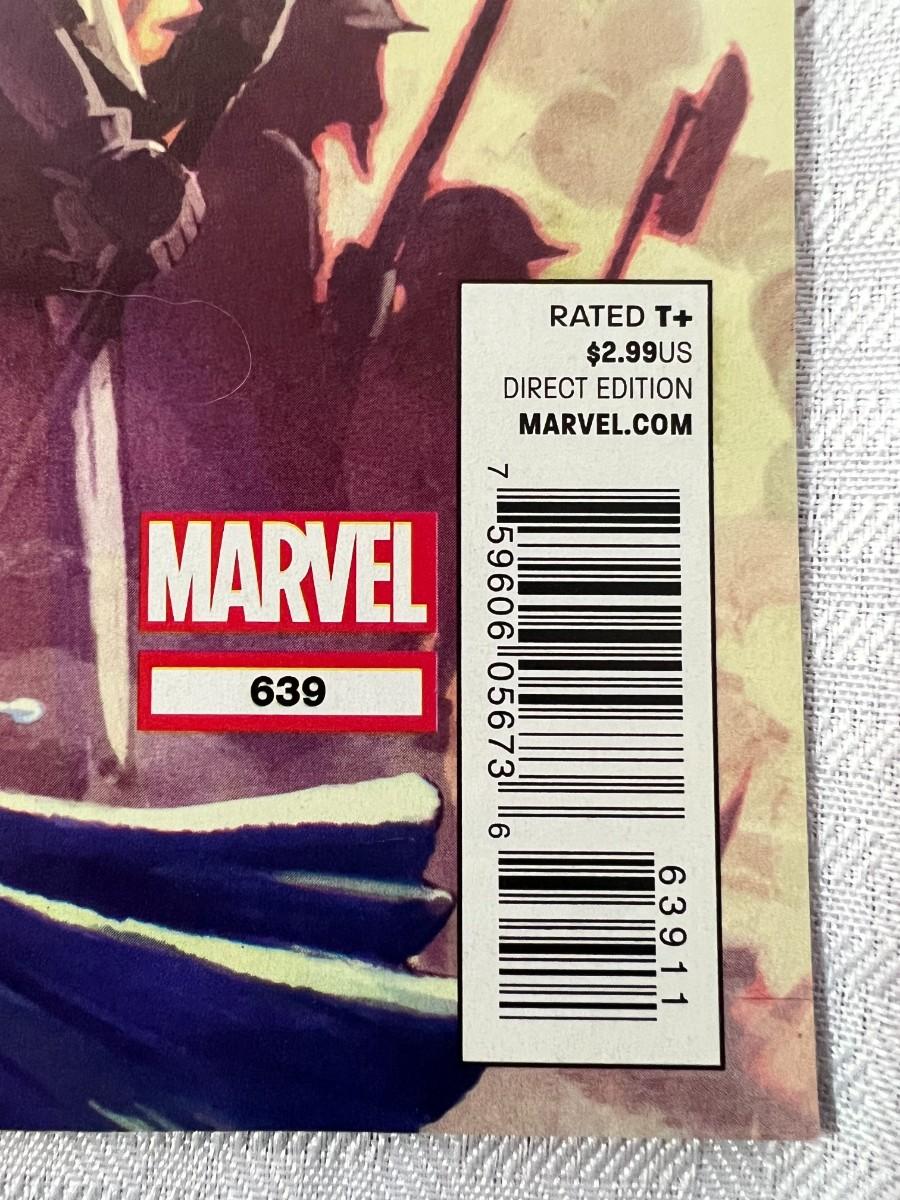 RATED T+
$2.99US
DIRECT EDITION
MARVEL.COM
MARVEL
639
7 59606 05673 6
63911